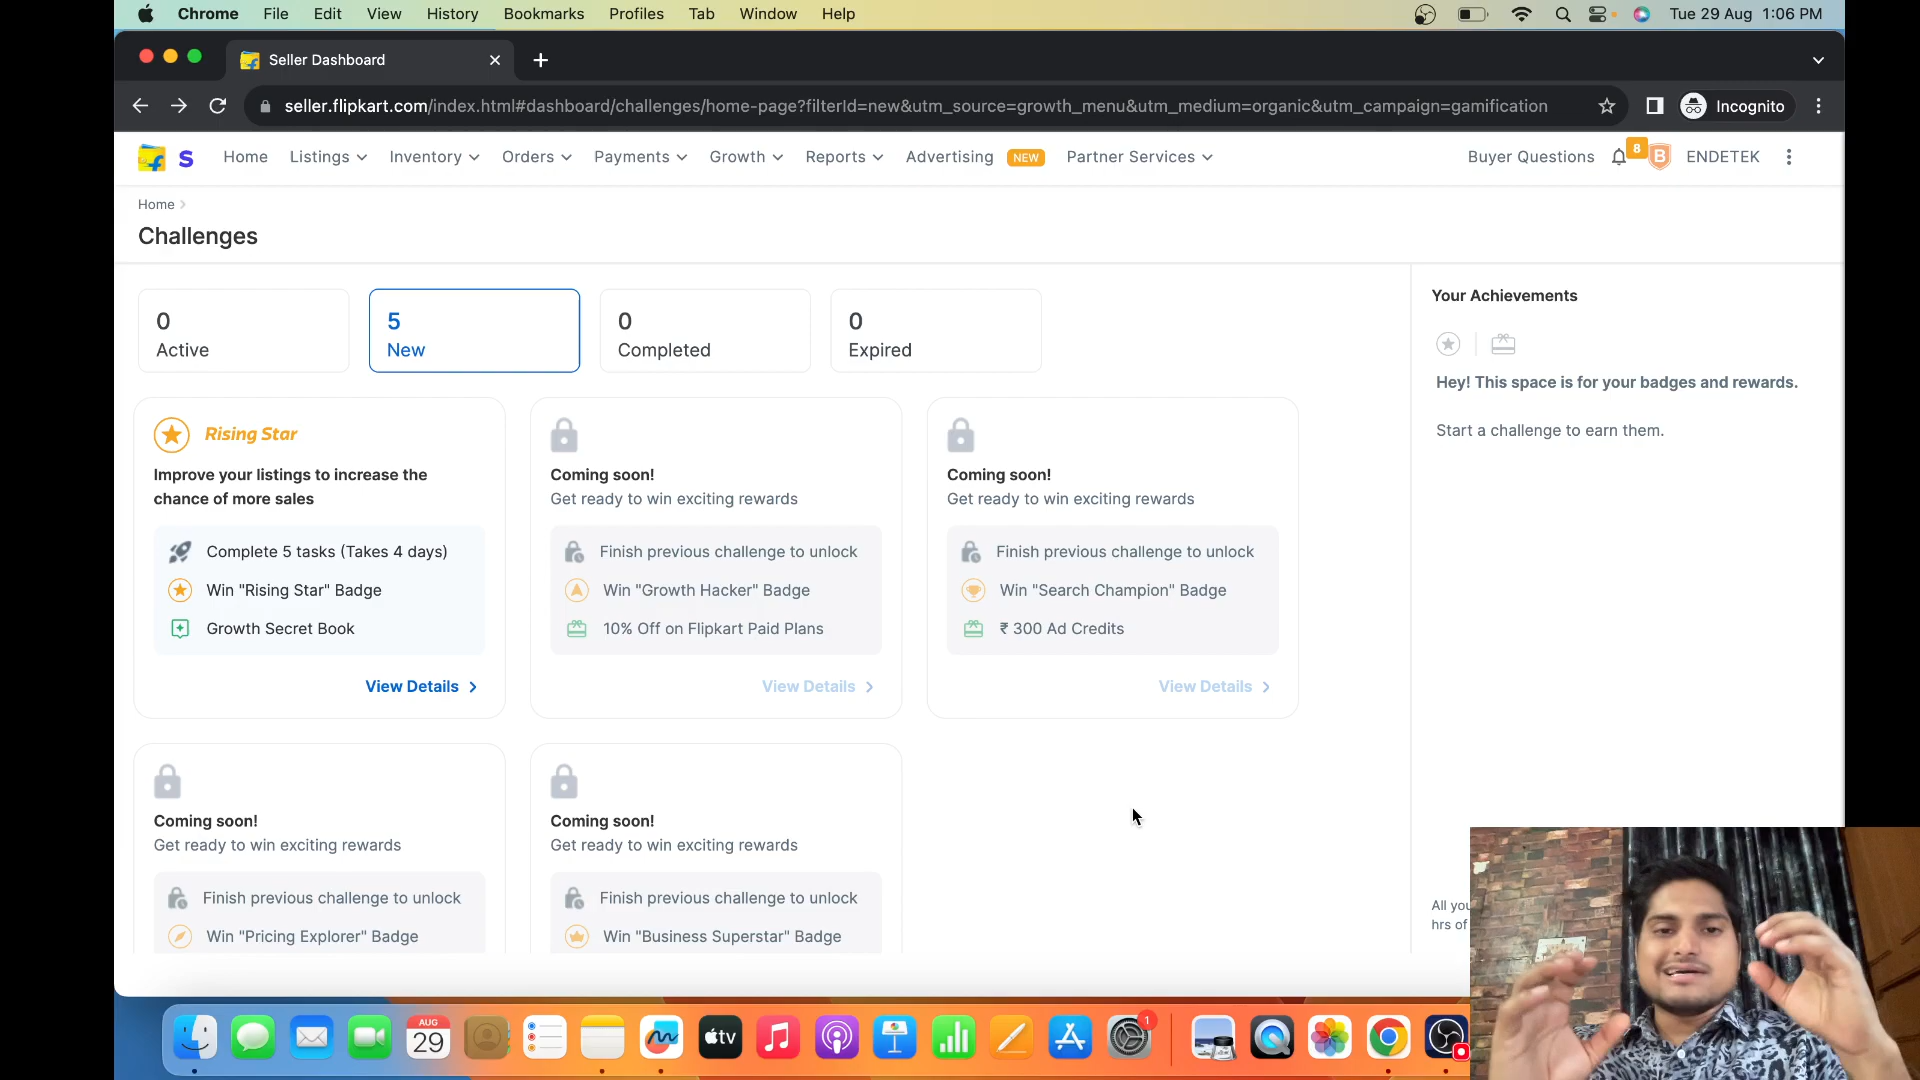 Chrome File Edit View History Bookmarks Profiles Tab Window Help Tue 29 Aug 1:06 PM
Seller Dashboard
seller.flipkart.com/index.html#dashboard/challenges/home-page?filterId=new&utm_source=growth_menu&utm_medium=organic&utm_campaign=gamification Incognito
Home Listings Inventory Orders Payments Growth Reports Advertising NEW Partner Services Buyer Questions 8 B ENDETEK
Home
Challenges
0
Active
5
New
0
Completed
0
Expired
Rising Star
Improve your listings to increase the
chance of more sales
Complete 5 tasks (Takes 4 days)
Win "Rising Star" Badge
Growth Secret Book
View Details
Coming soon!
Get ready to win exciting rewards
Finish previous challenge to unlock
Win "Growth Hacker" Badge
10% Off on Flipkart Paid Plans
View Details
Coming soon!
Get ready to win exciting rewards
Finish previous challenge to unlock
Win "Search Champion" Badge
₹ 300 Ad Credits
View Details
Coming soon!
Get ready to win exciting rewards
Finish previous challenge to unlock
Win "Pricing Explorer" Badge
Coming soon!
Get ready to win exciting rewards
Finish previous challenge to unlock
Win "Business Superstar" Badge
Your Achievements
Hey! This space is for your badges and rewards.
Start a challenge to earn them.
All you
hrs of
AUG
29
tv
1